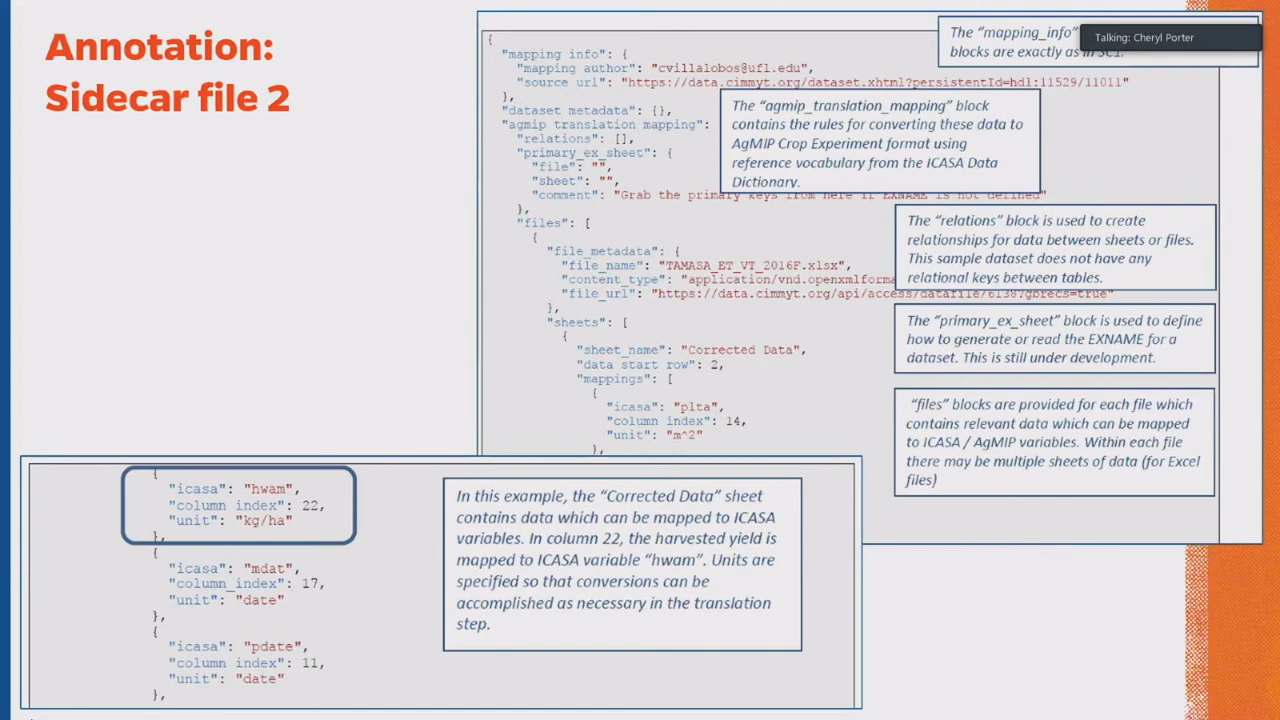 Annotation:
Sidecar file 2
Talking: Cheryl Porter
The "mapping_info"
blocks are exactly as in SC1.
{
"mapping info": {
"mapping author": "cvillalobos@ufl.edu",
"source url": "https://data.cimmyt.org/dataset.xhtml?persistentId=hdl:11529/11011"
},
"dataset metadata": {},
"agmip translation mapping":
"relations": [],
"primary_ex_sheet": {
"file": "",
"sheet": "",
"comment": "Grab the primary keys from here if EXNAME is not defined"
},
"files": [
{
"file_metadata": {
"file_name": "TAMASA_ET_VT_2016F.xlsx",
"content_type": "application/vnd.openxmlforma
"file_url": "https://data.cimmyt.org/api/access/datafile/6138?gbrecs=true"
},
"sheets": [
{
"sheet_name": "Corrected Data",
"data start row": 2,
"mappings": [
{
"icasa": "plta",
"column index": 14,
"unit": "m^2"
},
The "agmip_translation_mapping" block
contains the rules for converting these data to
AgMIP Crop Experiment format using
reference vocabulary from the ICASA Data
Dictionary.
The "relations" block is used to create
relationships for data between sheets or files.
This sample dataset does not have any
relational keys between tables.
The "primary_ex_sheet" block is used to define
how to generate or read the EXNAME for a
dataset. This is still under development.
"files" blocks are provided for each file which
contains relevant data which can be mapped
to ICASA / AgMIP variables. Within each file
there may be multiple sheets of data (for Excel
files)
{
"icasa": "hwam",
"column index": 22,
"unit": "kg/ha"
},
{
"icasa": "mdat",
"column_index": 17,
"unit": "date"
},
{
"icasa": "pdate",
"column index": 11,
"unit": "date"
},
In this example, the "Corrected Data" sheet
contains data which can be mapped to ICASA
variables. In column 22, the harvested yield is
mapped to ICASA variable "hwam". Units are
specified so that conversions can be
accomplished as necessary in the translation
step.